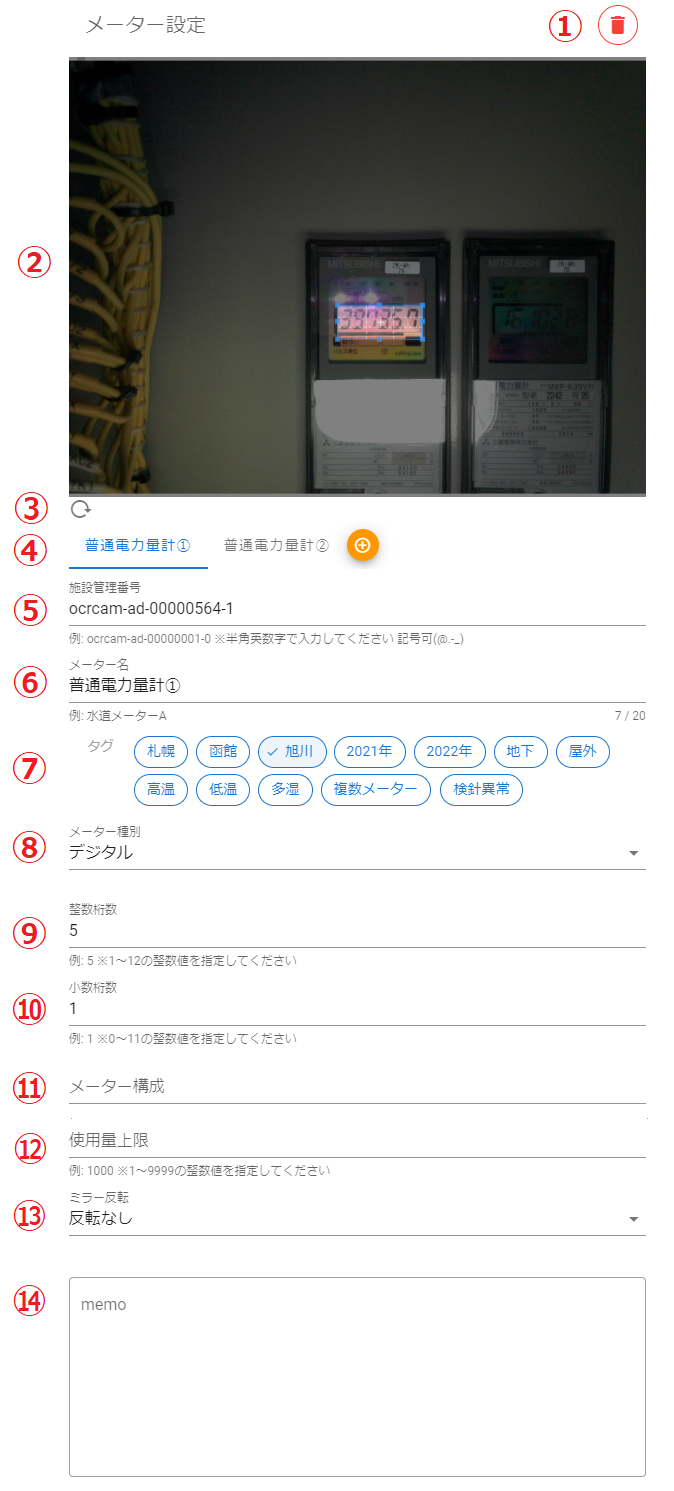 メーター設定 ①
②
MITSUBISHI
MITSUBISHI
39735.7
電力量計
2242 号 26
③
④ 普通電力量計① 普通電力量計②
施設管理番号
⑤ ocrcam-ad-00000564-1
例: ocrcam-ad-00000001-0 ※半角英数字で入力してください 記号可(@.-_)
メーター名
⑥ 普通電力量計①
例: 水道メーターA 7 / 20
⑦ タグ 札幌 函館 旭川 2021年 2022年 地下 屋外
高温 低温 多湿 複数メーター 検針異常
メーター種別
⑧ デジタル
整数桁数
⑨ 5
例: 5 ※1～12の整数値を指定してください
小数桁数
⑩ 1
例: 1 ※0～11の整数値を指定してください
⑪ メーター構成
⑫ 使用量上限
例: 1000 ※1～9999の整数値を指定してください
ミラー反転
⑬ 反転なし
⑭ memo